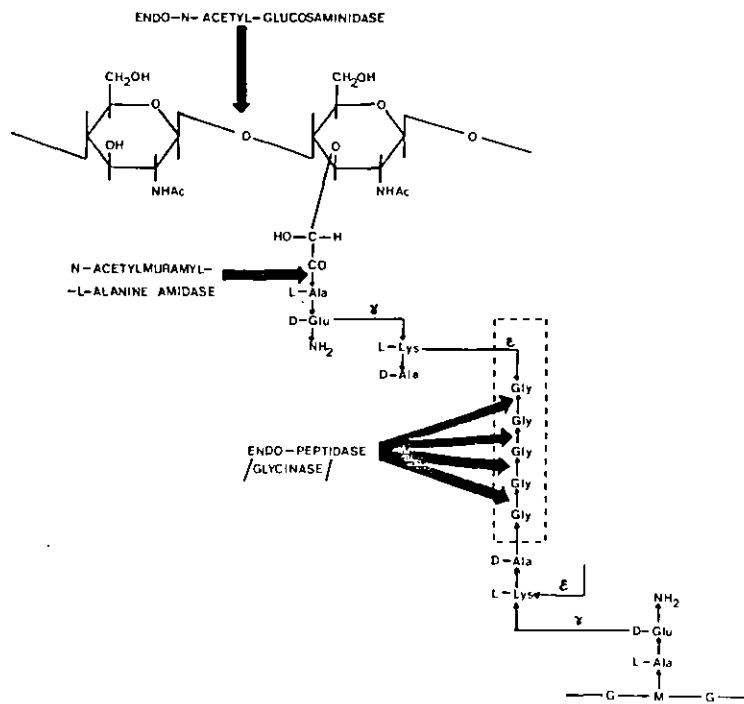 ENDO-N-ACETYL-GLUCOSAMINIDASE
CH₂OH CH₂OH
O O
OH O O O
NHAc NHAc
HO-C-H
N-ACETYLMURAMYL- CO
-L-ALANINE AMIDASE L-Ala
D-Glu γ
NH₂ L-Lys ε
D-Ala
Gly
Gly
ENDO-PEPTIDASE Gly
/GLYCINASE/ Gly
Gly
D-Ala
L-Lys ε NH₂
γ D-Glu
L-Ala
G-M-G